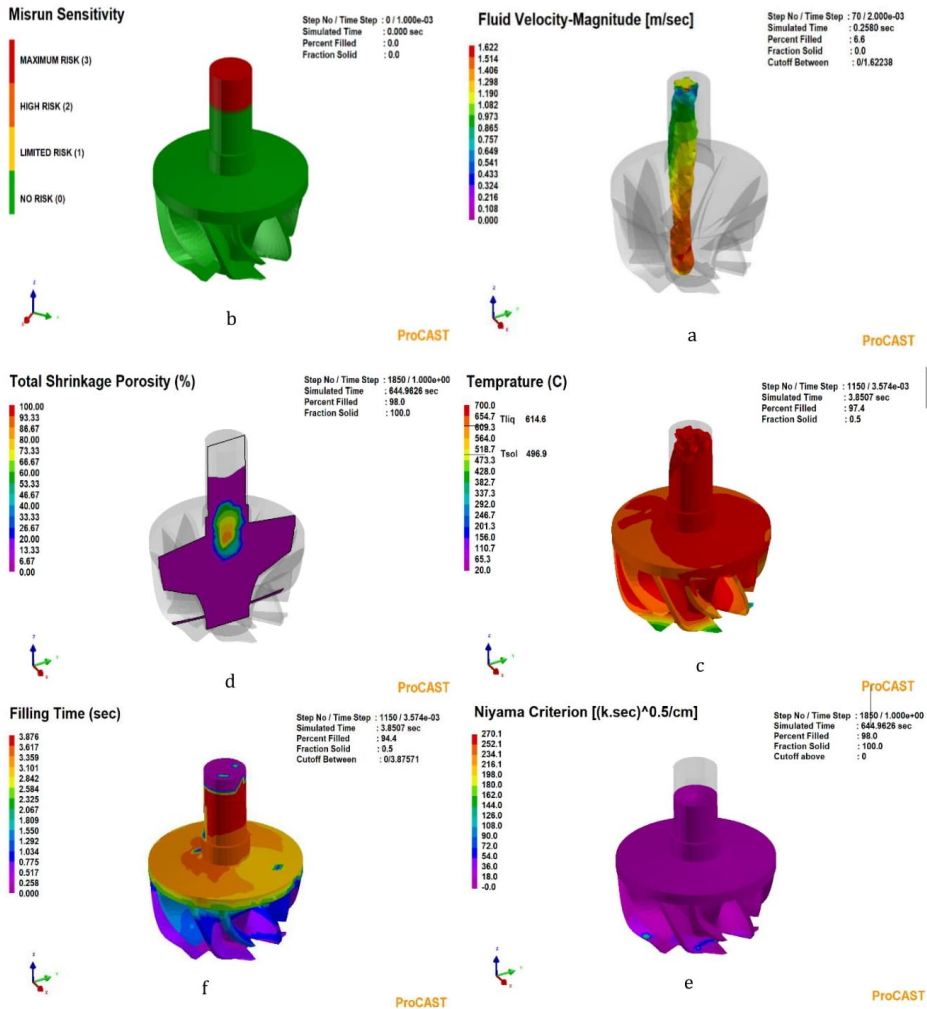 Misrun Sensitivity
Step No / Time Step : 0 / 1.000e-03
Simulated Time : 0.000 sec
Percent Filled : 0.0
Fraction Solid : 0.0
MAXIMUM RISK (3)
HIGH RISK (2)
LIMITED RISK (1)
NO RISK (0)
b
ProCAST
Fluid Velocity-Magnitude [m/sec]
Step No / Time Step : 70 / 2.000e-03
Simulated Time : 0.2580 sec
Percent Filled : 6.6
Fraction Solid : 0.0
Cutoff Between : 0/1.62238
1.622
1.514
1.406
1.298
1.190
1.082
0.973
0.865
0.757
0.649
0.541
0.433
0.324
0.216
0.108
0.000
a
ProCAST
Total Shrinkage Porosity (%)
Step No / Time Step : 1850 / 1.000e+00
Simulated Time : 644.9626 sec
Percent Filled : 98.0
Fraction Solid : 100.0
100.00
93.33
86.67
80.00
73.33
66.67
60.00
53.33
46.67
40.00
33.33
26.67
20.00
13.33
6.67
0.00
d
ProCAST
Temprature (C)
Step No / Time Step : 1150 / 3.574e-03
Simulated Time : 3.8507 sec
Percent Filled : 97.4
Fraction Solid : 0.5
700.0
654.7
609.3
564.0
518.7
473.3
428.0
382.7
337.3
292.0
246.7
201.3
156.0
110.7
65.3
20.0
Tliq 614.6
Tsol 496.9
c
ProCAST
Filling Time (sec)
Step No / Time Step : 1150 / 3.574e-03
Simulated Time : 3.8507 sec
Percent Filled : 94.4
Fraction Solid : 0.5
Cutoff Between : 0/3.87571
3.876
3.617
3.359
3.101
2.842
2.584
2.325
2.067
1.809
1.550
1.292
1.034
0.775
0.517
0.258
0.000
f
ProCAST
Niyama Criterion [(k.sec)^0.5/cm]
Step No / Time Step : 1850 / 1.000e+00
Simulated Time : 644.9626 sec
Percent Filled : 98.0
Fraction Solid : 100.0
Cutoff above : 0
270.1
252.1
234.1
216.1
198.0
180.0
162.0
144.0
126.0
108.0
90.0
72.0
54.0
36.0
18.0
-0.0
e
ProCAST